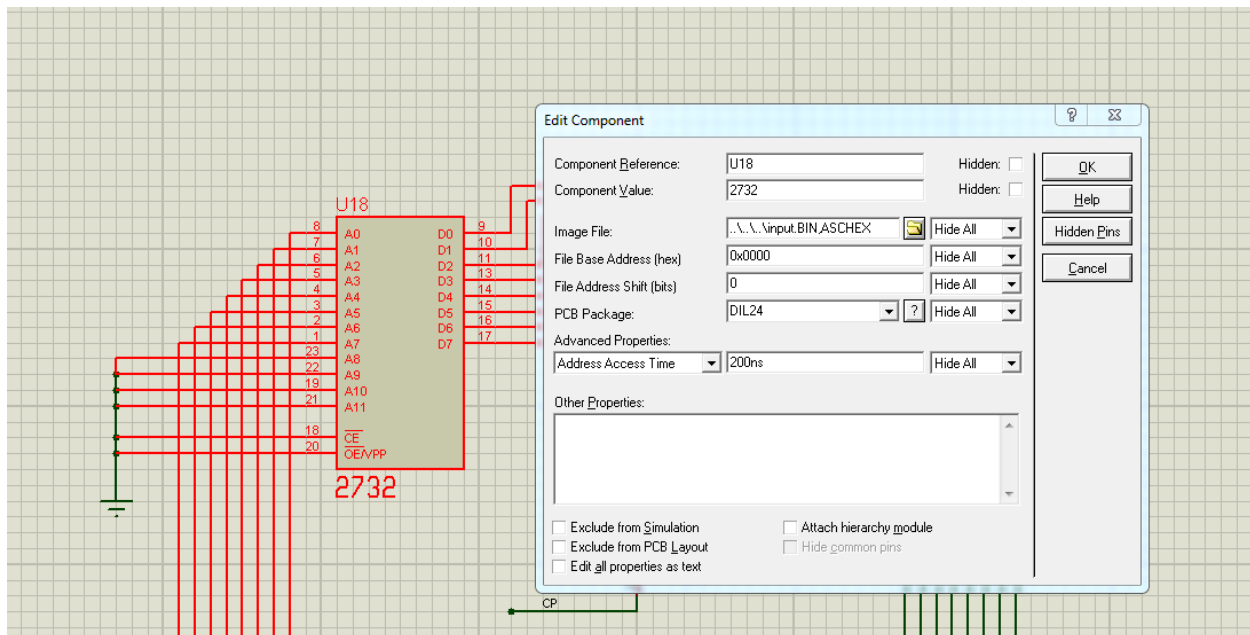 U18
8 A0 D0 9
7 A1 D1 10
6 A2 D2 11
5 A3 D3 13
4 A4 D4 14
3 A5 D5 15
2 A6 D6 16
1 A7 D7 17
23 A8
22 A9
19 A10
21 A11
18 CE
20 OE/VPP
2732
Edit Component
Component Reference: U18 Hidden:
Component Value: 2732 Hidden:
Image File: ..\..\..\input.BIN,ASCHEX Hide All
File Base Address (hex) 0x0000 Hide All
File Address Shift (bits) 0 Hide All
PCB Package: DIL24 ? Hide All
Advanced Properties:
Address Access Time 200ns Hide All
Other Properties:
Exclude from Simulation Attach hierarchy module
Exclude from PCB Layout Hide common pins
Edit all properties as text
OK
Help
Hidden Pins
Cancel
CP